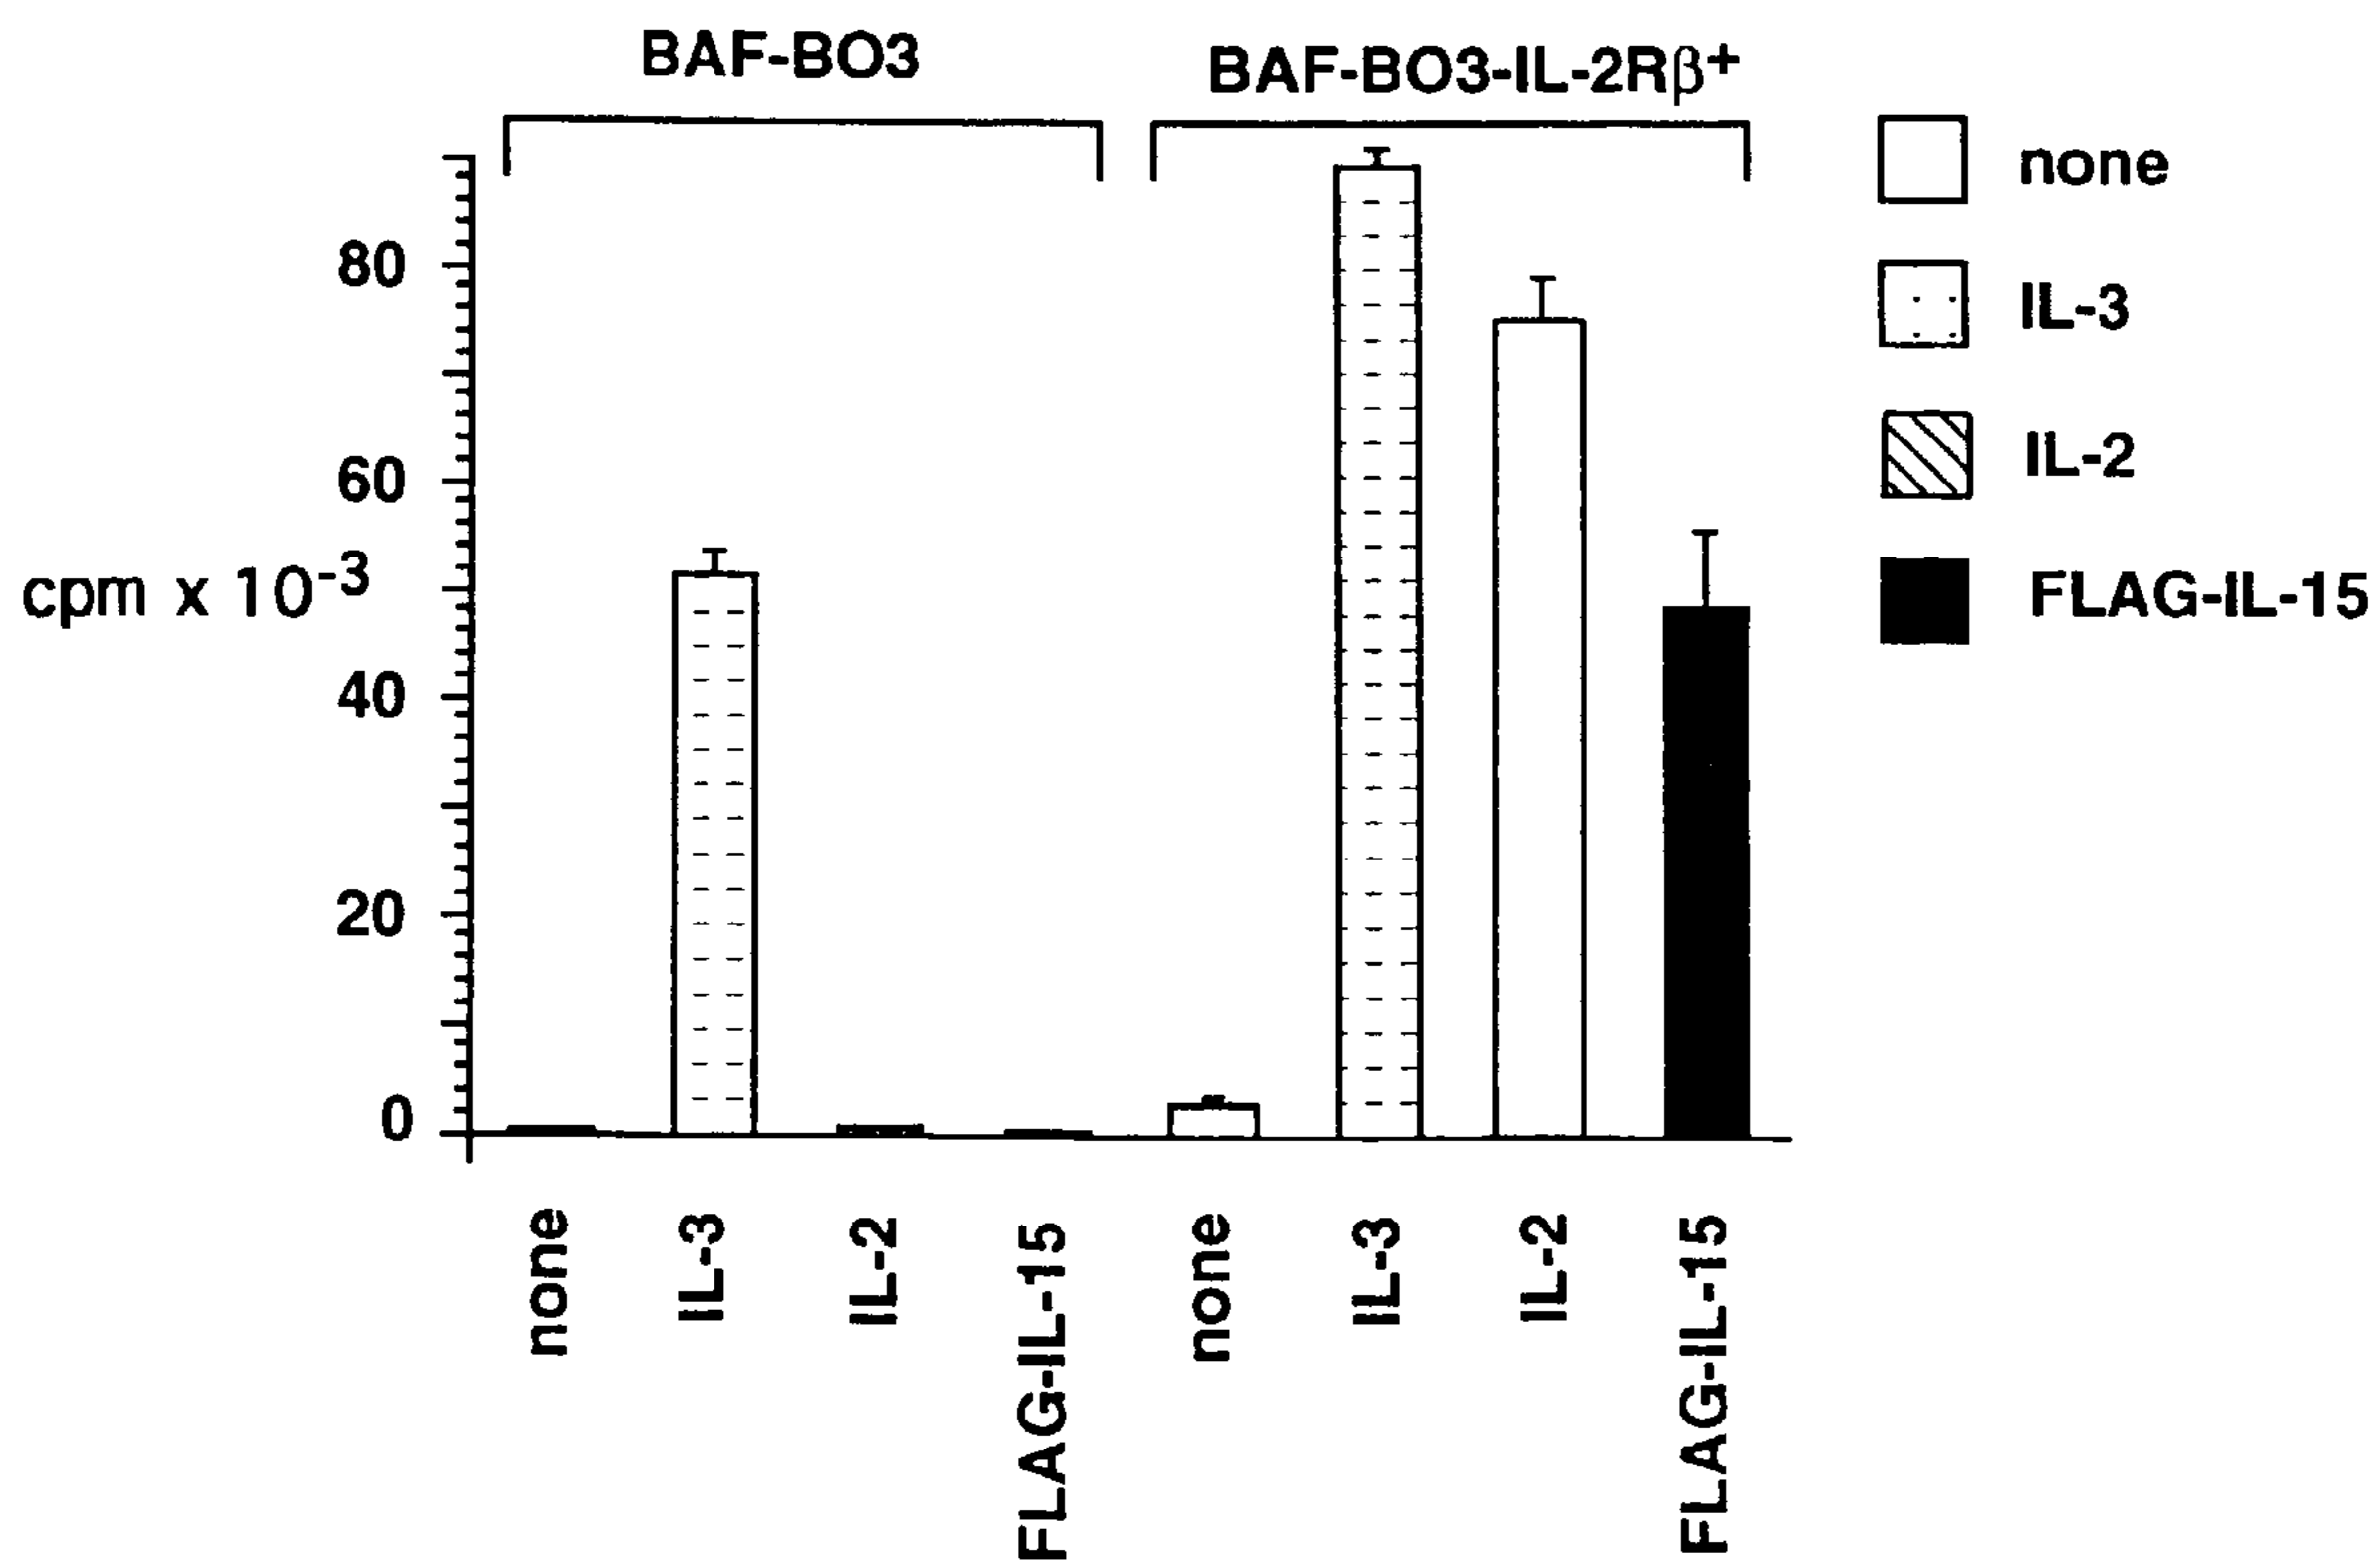 BAF-BO3
BAF-BO3-IL-2Rβ+
none
IL-3
IL-2
FLAG-IL-15
80
60
cpm x 10-3
40
20
0
none
IL-3
IL-2
FLAG-IL-15
none
IL-3
IL-2
FLAG-IL-15